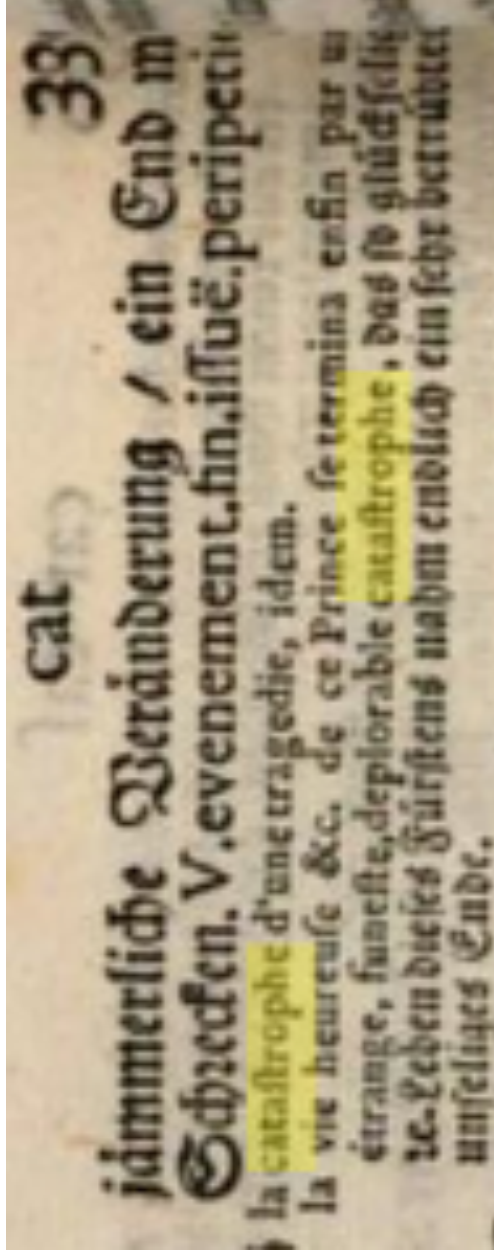 cat 33
jämmerliche Veränderung / ein End m
Schrecken. V. evenement. fin. iſſuë. peripeti
la cataſtrophe d'une tragedie, idem.
la vie heureuſe &c. de ce Prince ſe termina enfin par u
étrange, funeſte, deplorable cataſtrophe, das ſo glückſelig
ꝛc. Leben dieſes Fürſtens nahm endlich ein ſehr betrübtes
unſeliges Ende.